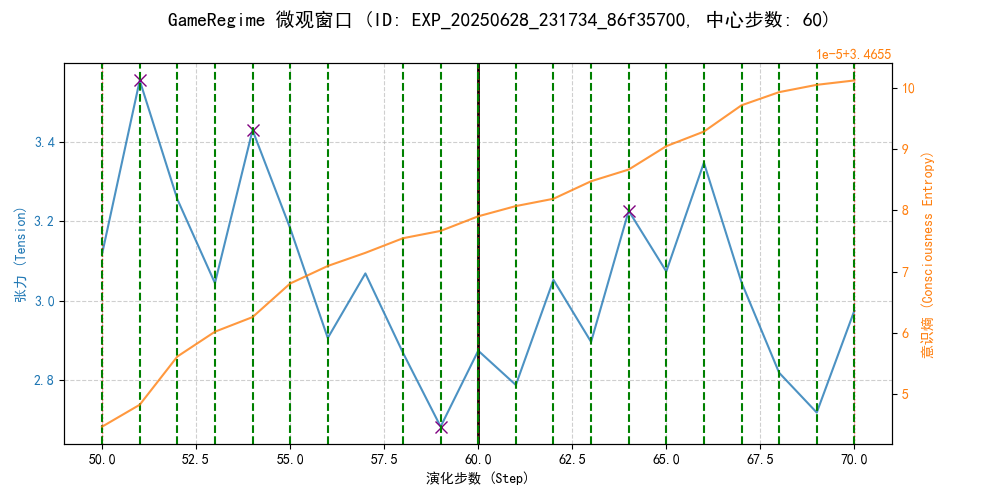 GameRegime 微观窗口 (ID: EXP_20250628_231734_86f35700, 中心步数: 60)
1e-5+3.4655
张力 (Tension)
3.4
3.2
3.0
2.8
10
9
8
7
6
5
意识熵 (Consciousness Entropy)
50.0 52.5 55.0 57.5 60.0 62.5 65.0 67.5 70.0
演化步数 (Step)